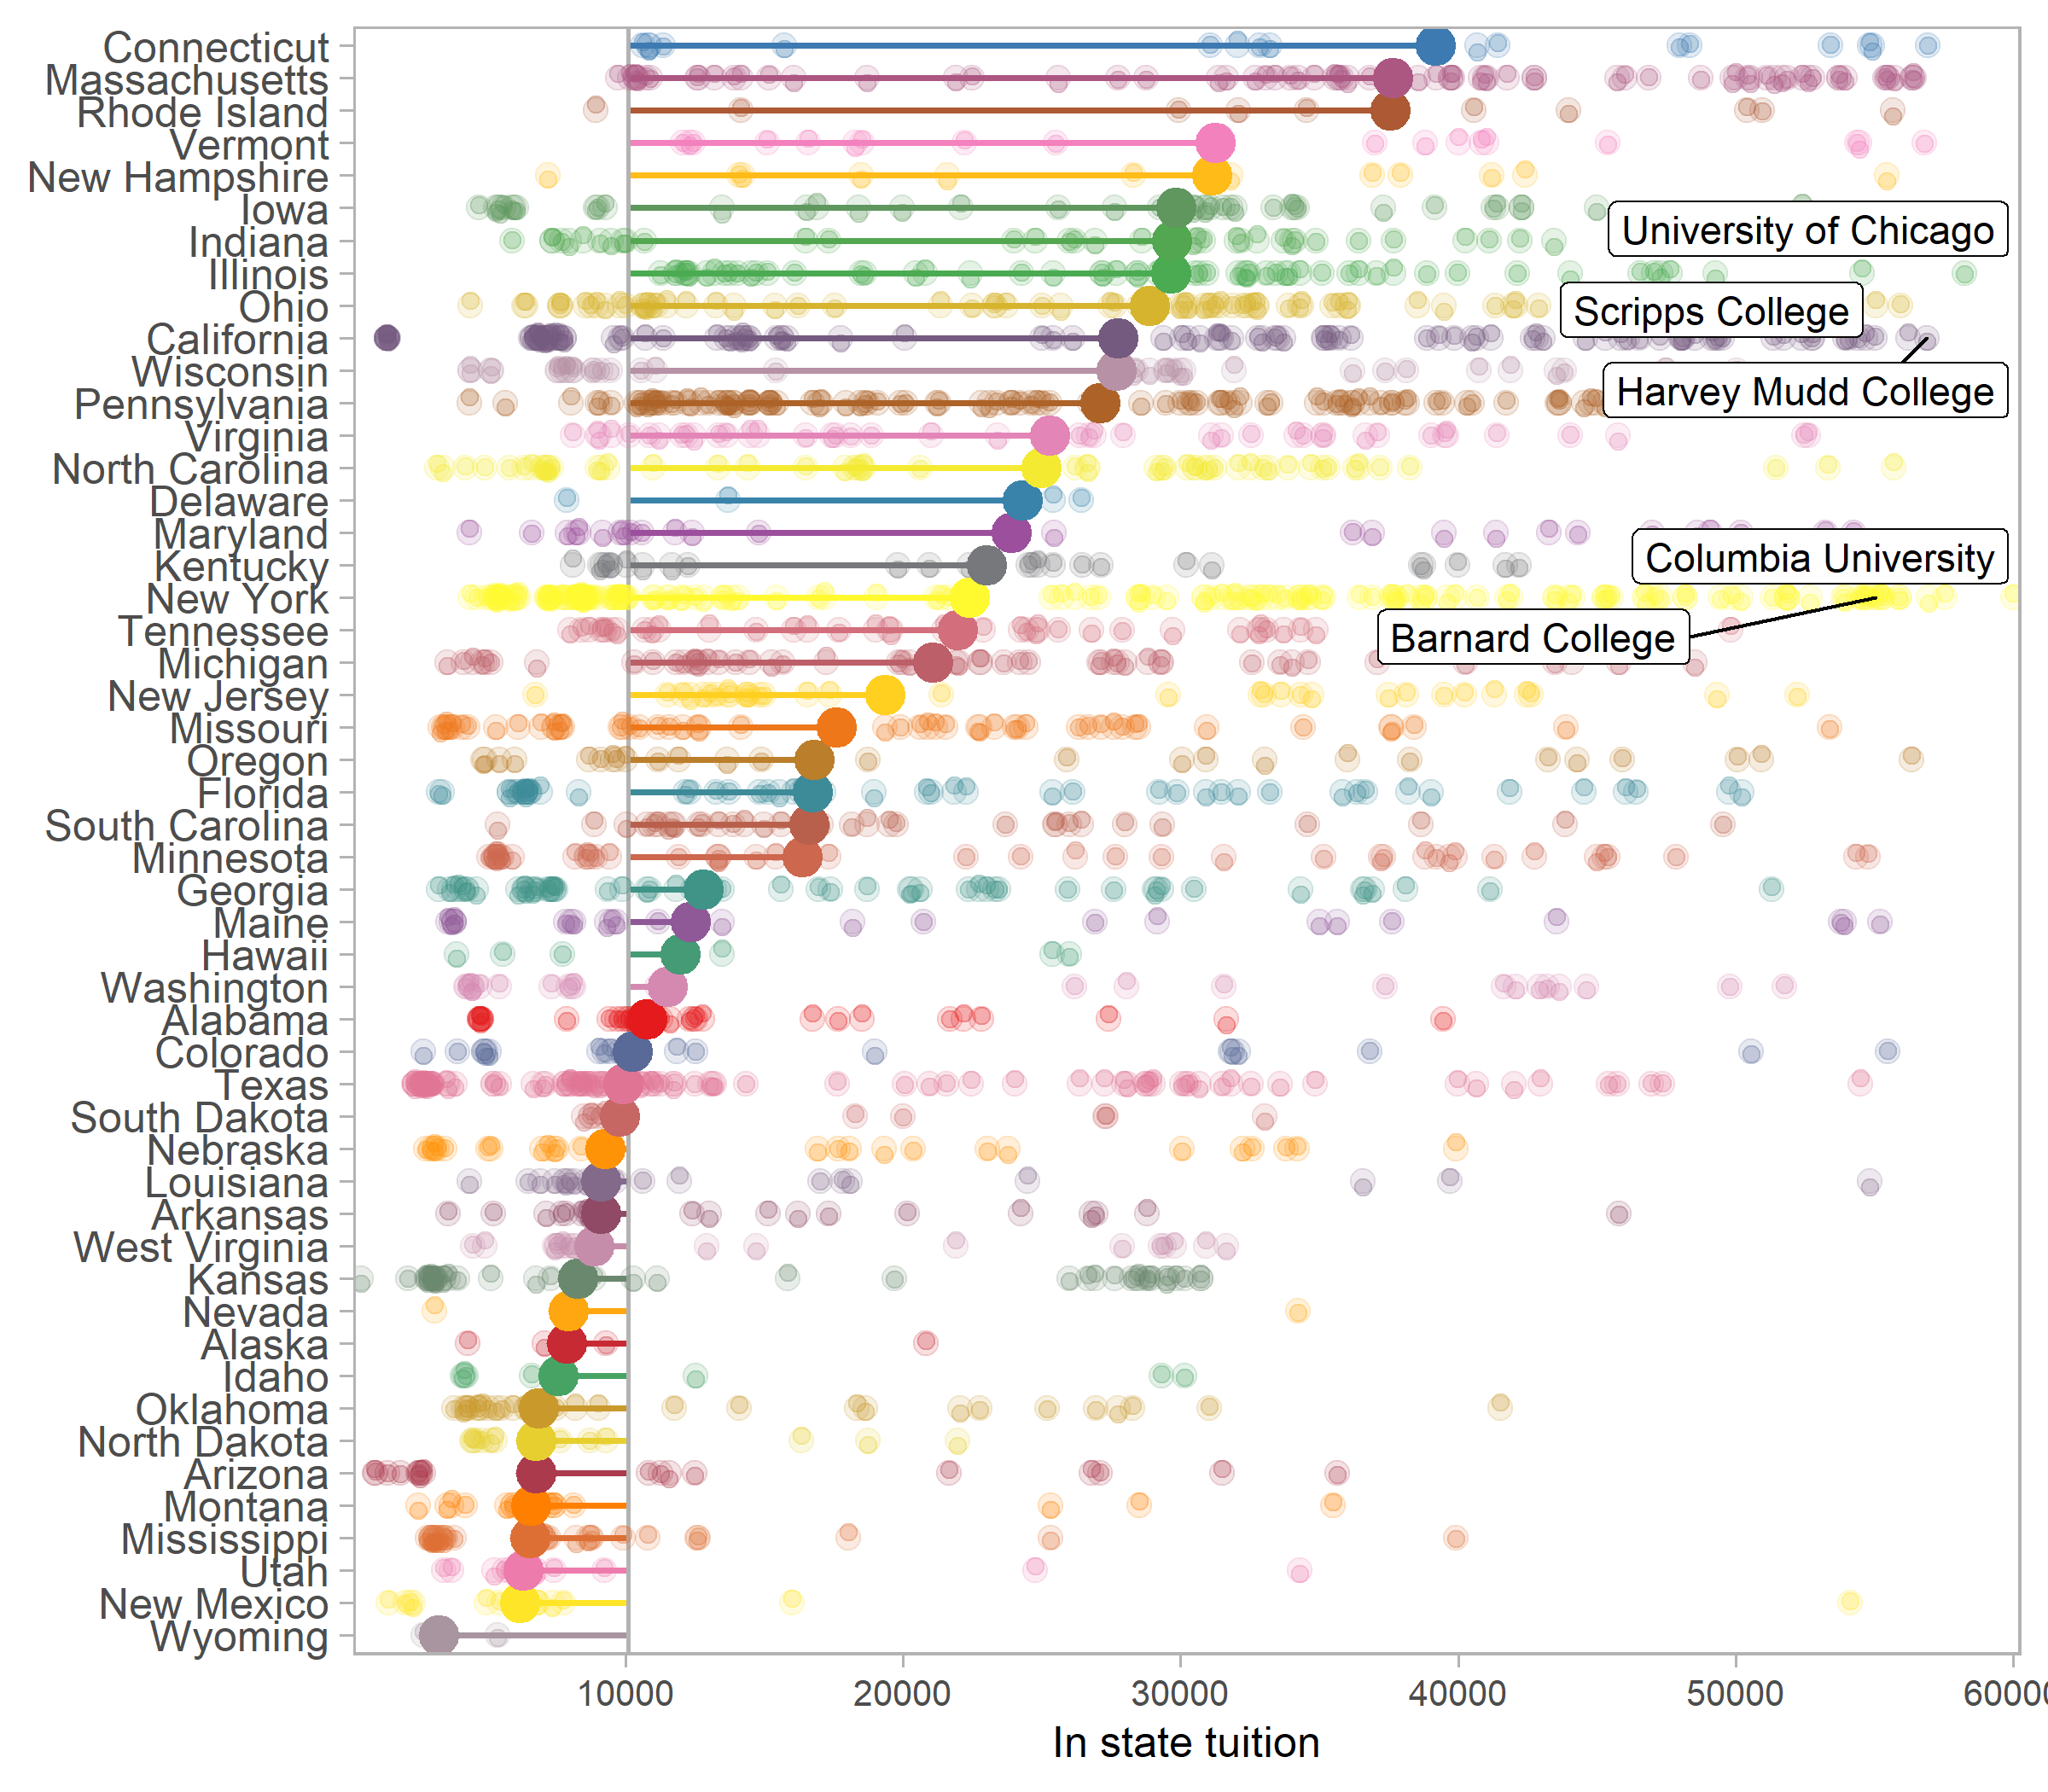 Connecticut
Massachusetts
Rhode Island
Vermont
New Hampshire
Iowa
University of Chicago
Indiana
Illinois
Ohio
Scripps College
California
Wisconsin
Harvey Mudd College
Pennsylvania
Virginia
North Carolina
Delaware
Maryland
Columbia University
Kentucky
New York
Tennessee
Barnard College
Michigan
New Jersey
Missouri
Oregon
Florida
South Carolina
Minnesota
Georgia
Maine
Hawaii
Washington
Alabama
Colorado
Texas
South Dakota
Nebraska
Louisiana
Arkansas
West Virginia
Kansas
Nevada
Alaska
Idaho
Oklahoma
North Dakota
Arizona
Montana
Mississippi
Utah
New Mexico
Wyoming
10000 20000 30000 40000 50000 6000
In state tuition